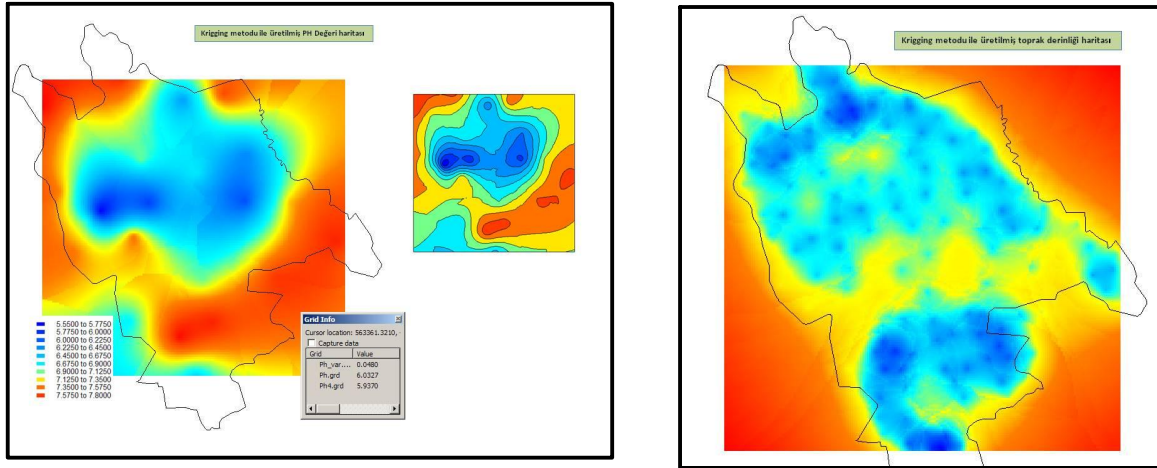 Krigging metodu ile üretilmiş PH Değeri haritası
5.5500 to 5.7750
5.7750 to 6.0000
6.0000 to 6.2250
6.2250 to 6.4500
6.4500 to 6.6750
6.6750 to 6.9000
6.9000 to 7.1250
7.1250 to 7.3500
7.3500 to 7.5750
7.5750 to 7.8000
Grid Info
Cursor location: 563361.3210,
Capture data
Grid Value
Ph_var.... 0.0480
Ph.grd 6.0327
Ph4.grd 5.9370
Krigging metodu ile üretilmiş toprak derinliği haritası